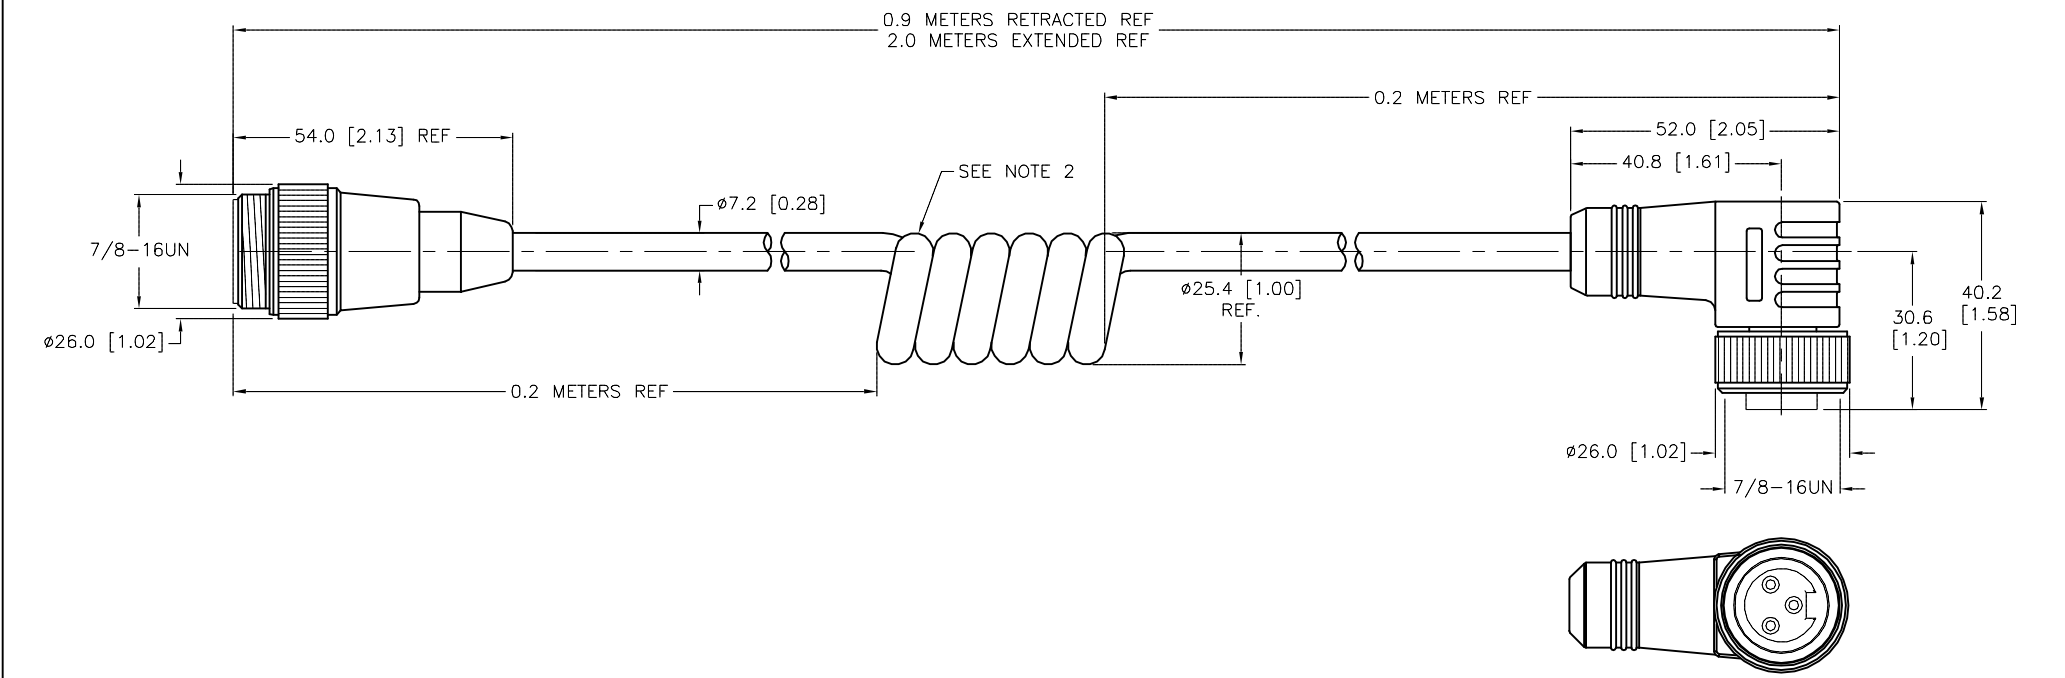 0.9 METERS RETRACTED REF
2.0 METERS EXTENDED REF
0.2 METERS REF
54.0 [2.13] REF
52.0 [2.05]
40.8 [1.61]
SEE NOTE 2
ø7.2 [0.28]
7/8-16UN
ø25.4 [1.00]
REF.
40.2
[1.58]
30.6
[1.20]
ø26.0 [1.02]
0.2 METERS REF
ø26.0 [1.02]
7/8-16UN